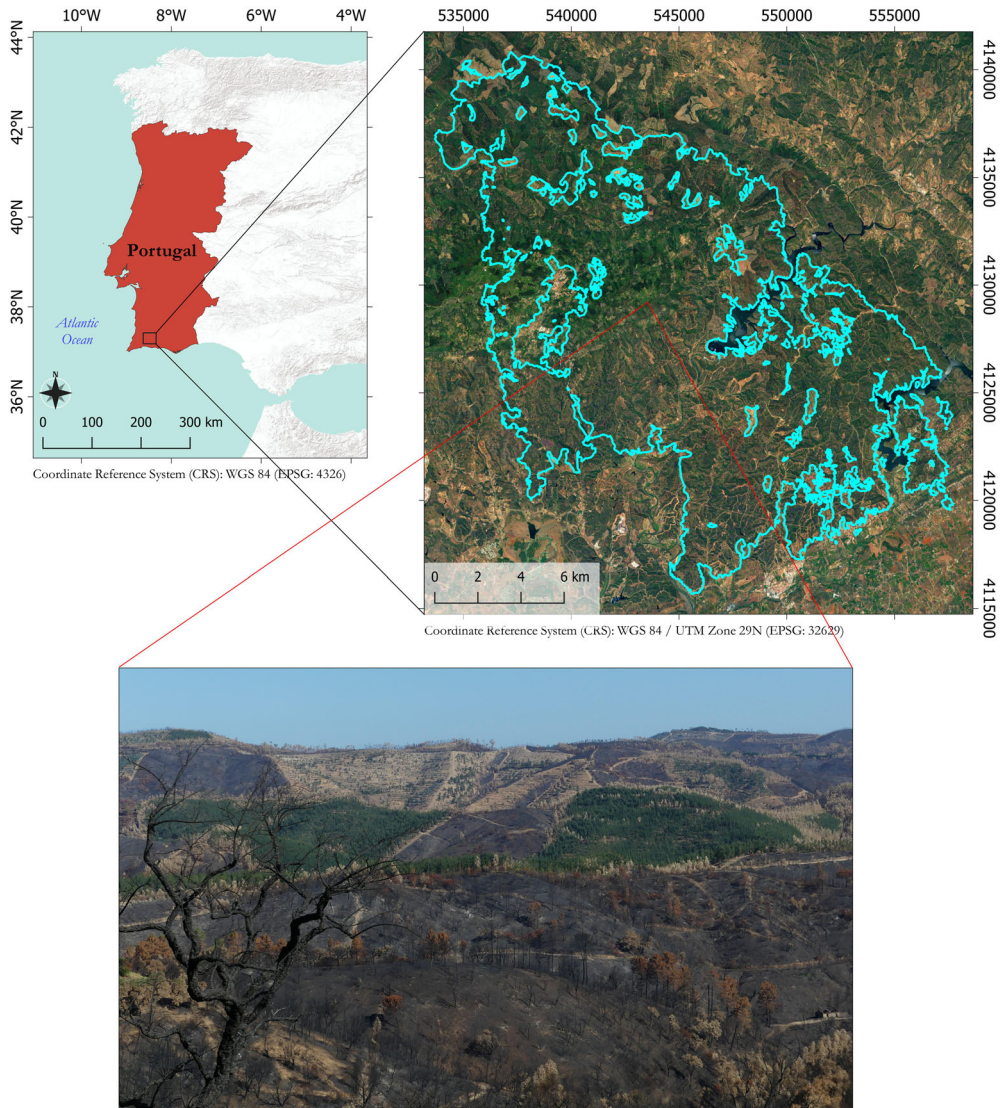 10°W 8°W 6°W 4°W
44°N
42°N
40°N
38°N
36°N
Portugal
Atlantic
Ocean
N
0 100 200 300 km
Coordinate Reference System (CRS): WGS 84 (EPSG: 4326)
535000 540000 545000 550000 555000
4140000
4135000
4130000
4125000
4120000
4115000
0 2 4 6 km
Coordinate Reference System (CRS): WGS 84 / UTM Zone 29N (EPSG: 32629)